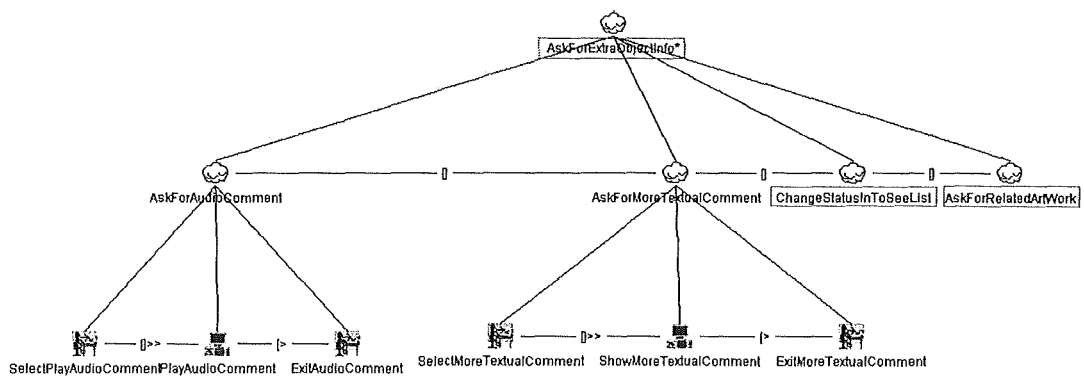 AskForExtraObjectInfo*
[]
[]
[]
AskForAudioComment
AskForMoreTextualComment
ChangeStatusInToSeeList
AskForRelatedArtWork
[]>>
[>
[]>>
[>
SelectPlayAudioComment
PlayAudioComment
ExitAudioComment
SelectMoreTextualComment
ShowMoreTextualComment
ExitMoreTextualComment